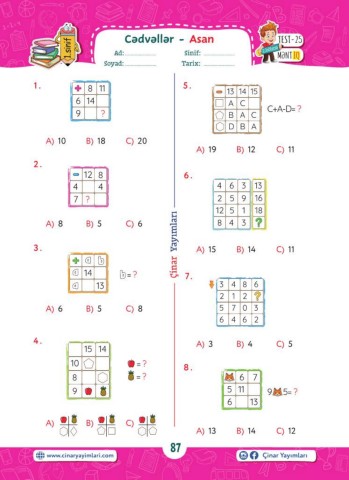 1.sinif
Cədvəllər - Asan
TEST-25
MəntİQ
Ad: Sinif:
Soyad: Tarix:
1.
+ 8 11
6 14
9 ?
A) 10 B) 18 C) 20
2.
- 12 8
4 4
7 ?
A) 8 B) 5 C) 6
3.
+ a b
a 14
a 13
b = ?
A) 6 B) 5 C) 8
4.
15 14
10
8
9
= ?
= ?
A) B) C)
5.
- 13 14 15
A C
B A C
D B A
C+A-D= ?
A) 19 B) 12 C) 11
6.
4 6 3 13
2 5 9 16
12 5 1 18
8 4 3 ?
A) 15 B) 14 C) 11
7.
3 4 8 6
2 1 2 ?
5 7 0 3
6 4 6 2
A) 3 B) 4 C) 5
8.
6 7
5 11
6 13
9 5= ?
A) 13 B) 14 C) 12
Çinar Yayımları
www.cinaryayimlari.com
87
Çinar Yayımları